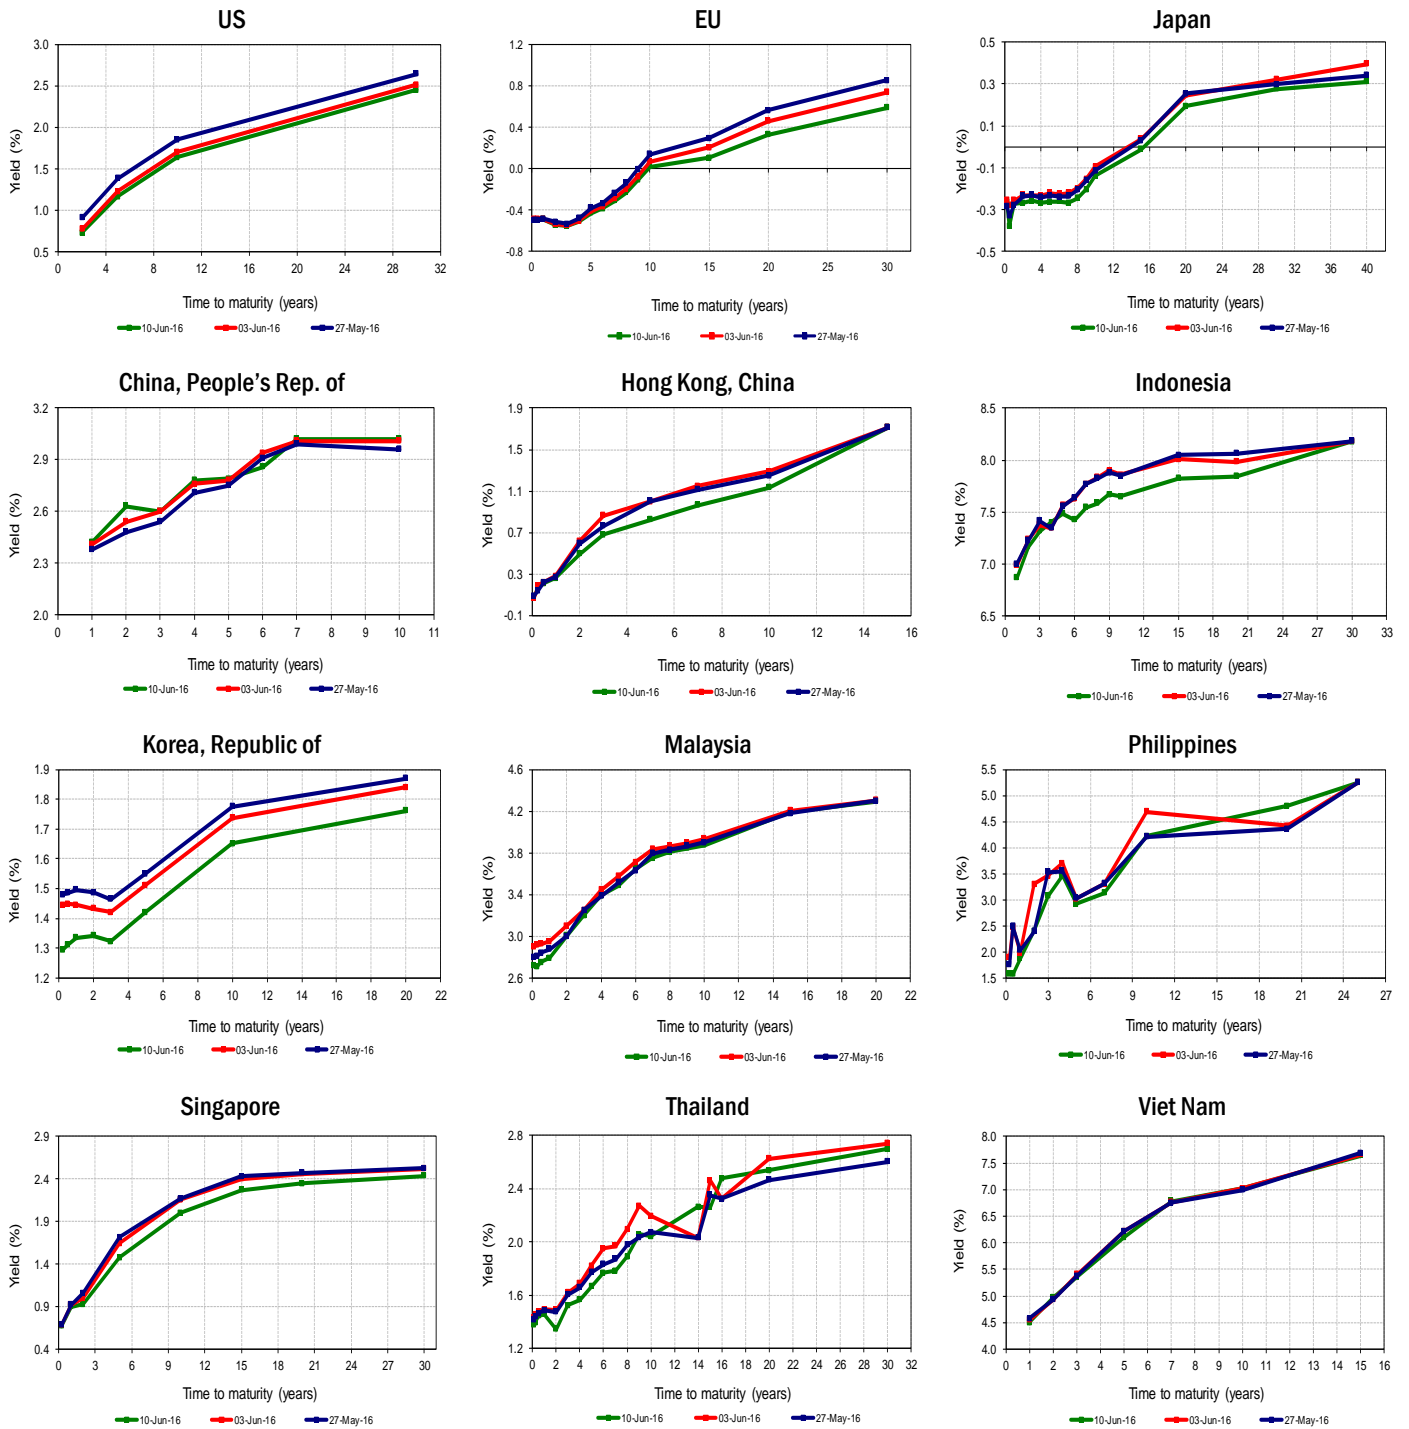 US
3.0
2.5
2.0
1.5
1.0
0.5
0 4 8 12 16 20 24 28 32
Yield (%)
Time to maturity (years)
10-Jun-16 03-Jun-16 27-May-16
EU
1.2
0.8
0.4
0.0
-0.4
-0.8
0 5 10 15 20 25 30
Yield (%)
Time to maturity (years)
10-Jun-16 03-Jun-16 27-May-16
Japan
0.5
0.3
0.1
-0.1
-0.3
-0.5
0 4 8 12 16 20 24 28 32 36 40
Yield (%)
Time to maturity (years)
10-Jun-16 03-Jun-16 27-May-16
China, People's Rep. of
3.2
2.9
2.6
2.3
2.0
0 1 2 3 4 5 6 7 8 9 10 11
Yield (%)
Time to maturity (years)
10-Jun-16 03-Jun-16 27-May-16
Hong Kong, China
1.9
1.5
1.1
0.7
0.3
-0.1
0 2 4 6 8 10 12 14 16
Yield (%)
Time to maturity (years)
10-Jun-16 03-Jun-16 27-May-16
Indonesia
8.5
8.0
7.5
7.0
6.5
0 3 6 9 12 15 18 21 24 27 30 33
Yield (%)
Time to maturity (years)
10-Jun-16 03-Jun-16 27-May-16
Korea, Republic of
1.9
1.8
1.7
1.6
1.5
1.4
1.3
1.2
0 2 4 6 8 10 12 14 16 18 20 22
Yield (%)
Time to maturity (years)
10-Jun-16 03-Jun-16 27-May-16
Malaysia
4.6
4.2
3.8
3.4
3.0
2.6
0 2 4 6 8 10 12 14 16 18 20 22
Yield (%)
Time to maturity (years)
10-Jun-16 03-Jun-16 27-May-16
Philippines
5.5
5.0
4.5
4.0
3.5
3.0
2.5
2.0
1.5
0 3 6 9 12 15 18 21 24 27
Yield (%)
Time to maturity (years)
10-Jun-16 03-Jun-16 27-May-16
Singapore
2.9
2.4
1.9
1.4
0.9
0.4
0 3 6 9 12 15 18 21 24 27 30
Yield (%)
Time to maturity (years)
10-Jun-16 03-Jun-16 27-May-16
Thailand
2.8
2.4
2.0
1.6
1.2
0 2 4 6 8 10 12 14 16 18 20 22 24 26 28 30 32
Yield (%)
Time to maturity (years)
10-Jun-16 03-Jun-16 27-May-16
Viet Nam
8.0
7.5
7.0
6.5
6.0
5.5
5.0
4.5
4.0
0 1 2 3 4 5 6 7 8 9 10 11 12 13 14 15 16
Yield (%)
Time to maturity (years)
10-Jun-16 03-Jun-16 27-May-16